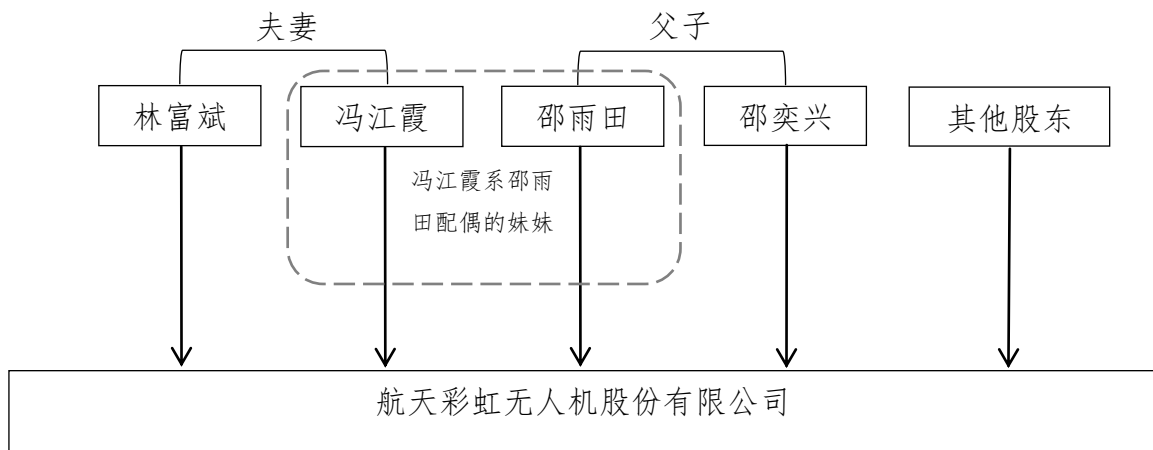 夫妻
父子
林富斌
冯江霞
邵雨田
邵奕兴
其他股东
冯江霞系邵雨
田配偶的妹妹
航天彩虹无人机股份有限公司